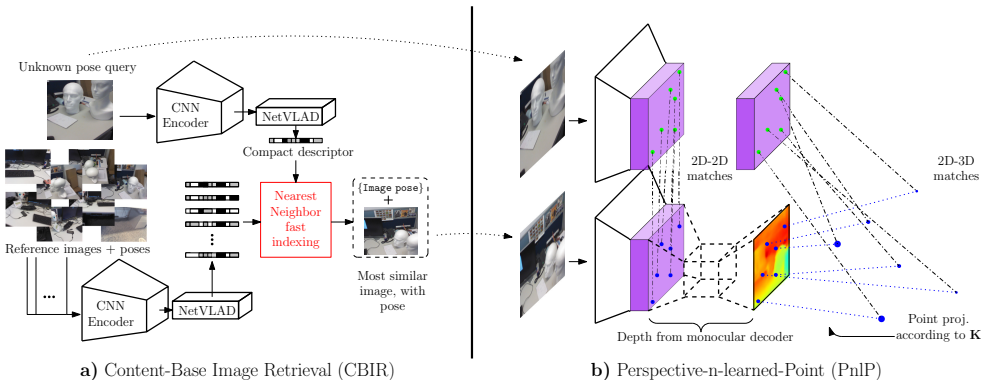 Unknown pose query
CNN
Encoder
NetVLAD
Compact descriptor
Nearest
Neighbor
fast
indexing
{Image pose}
+
Most similar
image, with
pose
Reference images + poses
...
CNN
Encoder
NetVLAD
a) Content-Base Image Retrieval (CBIR)
2D-2D
matches
2D-3D
matches
Depth from monocular decoder
Point proj.
according to K
b) Perspective-n-learned-Point (PnlP)